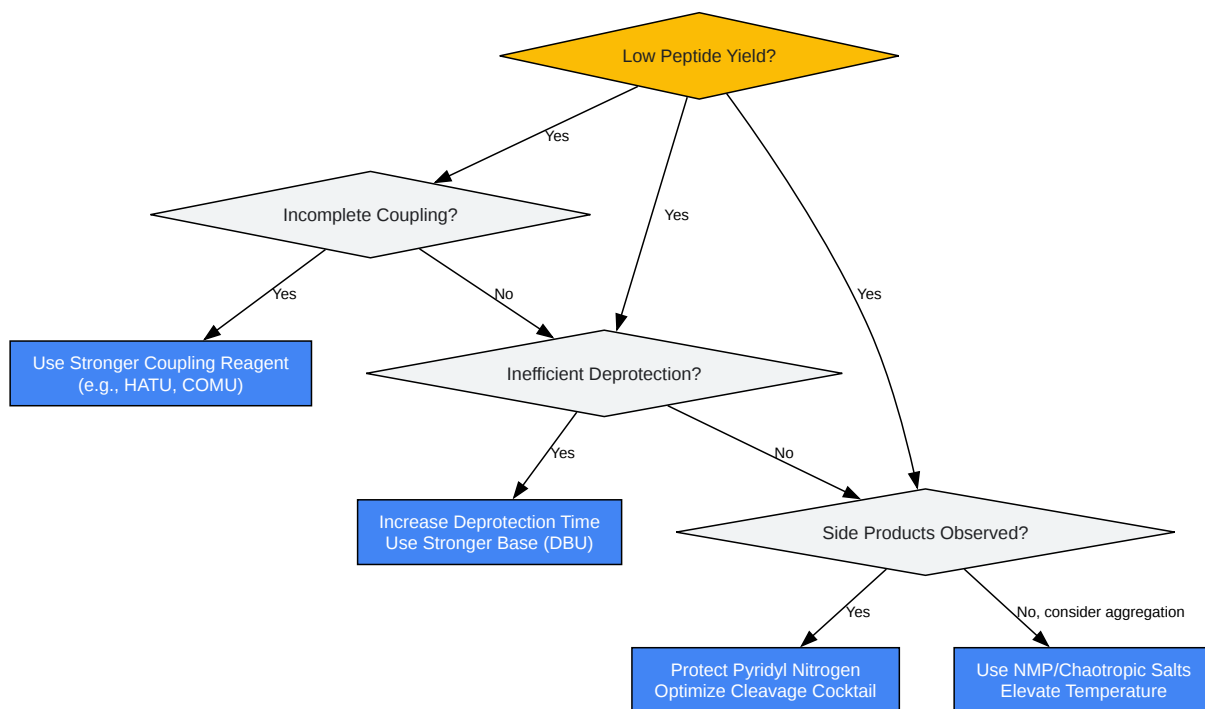 Low Peptide Yield?
Yes
Incomplete Coupling?
Yes
Yes
Yes
No
Use Stronger Coupling Reagent
(e.g., HATU, COMU)
Inefficient Deprotection?
Yes
No
Increase Deprotection Time
Use Stronger Base (DBU)
Side Products Observed?
Yes
No, consider aggregation
Protect Pyridyl Nitrogen
Optimize Cleavage Cocktail
Use NMP/Chaotropic Salts
Elevate Temperature